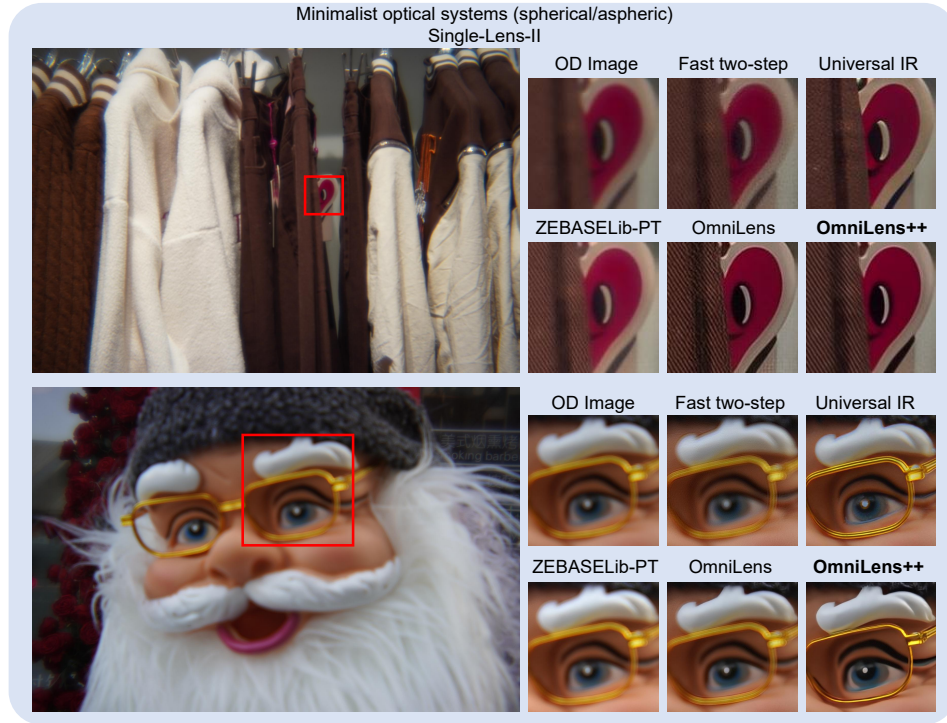 Minimalist optical systems (spherical/aspheric)
Single-Lens-II
OD Image
Fast two-step
Universal IR
ZEBASELib-PT
OmniLens
OmniLens++
OD Image
Fast two-step
Universal IR
ZEBASELib-PT
OmniLens
OmniLens++